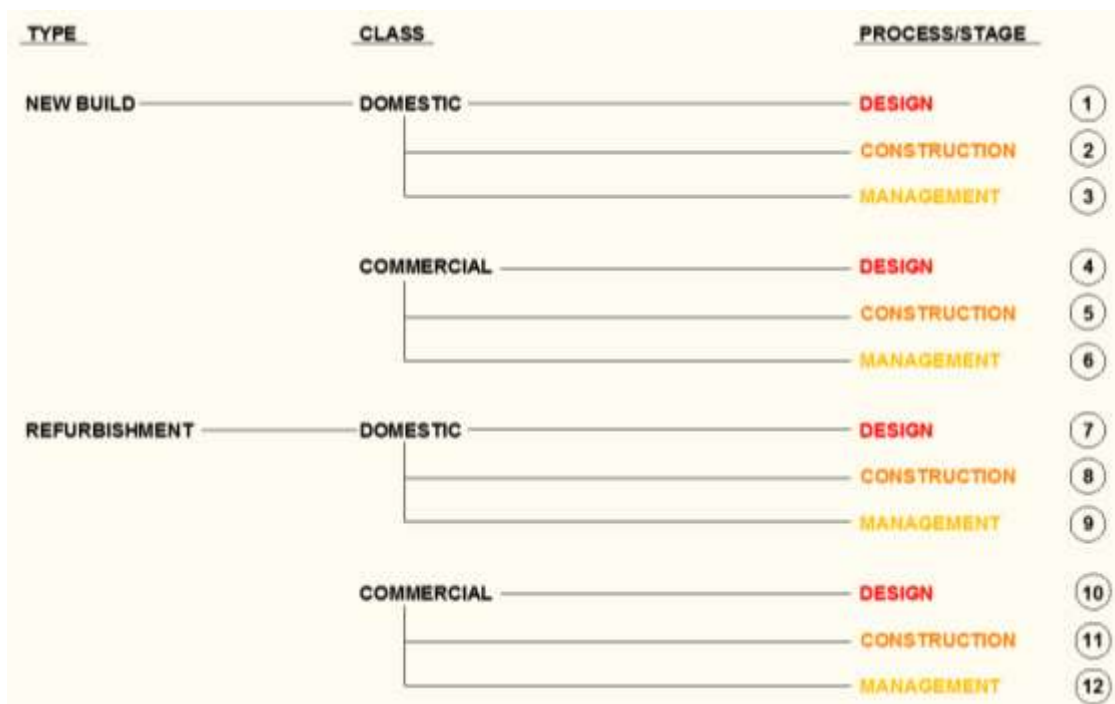 TYPE CLASS PROCESS/STAGE
NEW BUILD DOMESTIC DESIGN 1
CONSTRUCTION 2
MANAGEMENT 3
COMMERCIAL DESIGN 4
CONSTRUCTION 5
MANAGEMENT 6
REFURBISHMENT DOMESTIC DESIGN 7
CONSTRUCTION 8
MANAGEMENT 9
COMMERCIAL DESIGN 10
CONSTRUCTION 11
MANAGEMENT 12